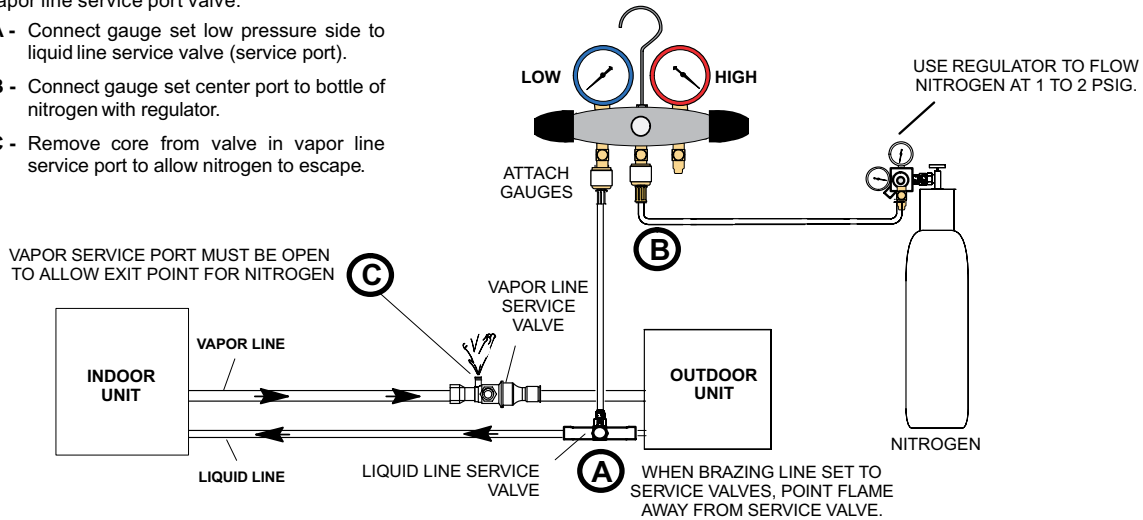 vapor line service port valve.
A - Connect gauge set low pressure side to
liquid line service valve (service port).
B - Connect gauge set center port to bottle of
nitrogen with regulator.
C - Remove core from valve in vapor line
service port to allow nitrogen to escape.
LOW
HIGH
USE REGULATOR TO FLOW
NITROGEN AT 1 TO 2 PSIG.
ATTACH
GAUGES
B
VAPOR SERVICE PORT MUST BE OPEN
TO ALLOW EXIT POINT FOR NITROGEN
C
VAPOR LINE
SERVICE
VALVE
VAPOR LINE
INDOOR
UNIT
OUTDOOR
UNIT
NITROGEN
LIQUID LINE
LIQUID LINE SERVICE
VALVE
A
WHEN BRAZING LINE SET TO
SERVICE VALVES, POINT FLAME
AWAY FROM SERVICE VALVE.